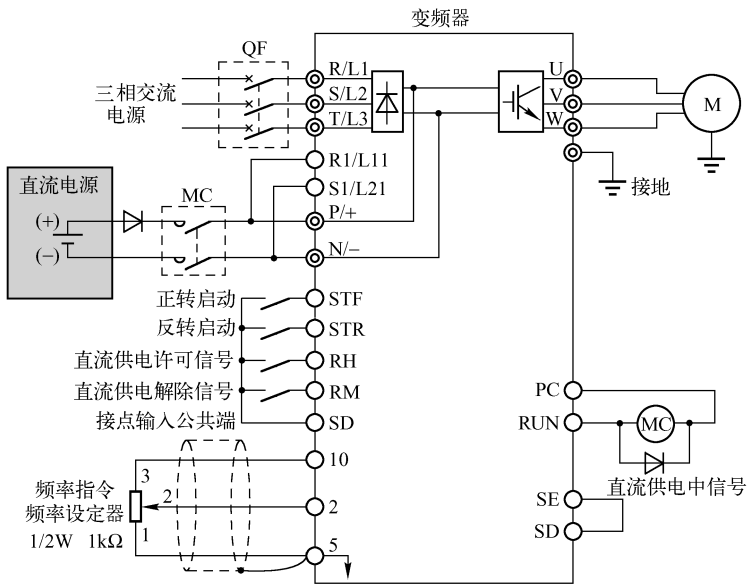 变频器
QF
R/L1
S/L2
T/L3
三相交流
电源
U
V
W
M
R1/L11
S1/L21
P/+
N/−
接地
直流电源
(+)
(−)
MC
正转启动
STF
反转启动
STR
直流供电许可信号
RH
直流供电解除信号
RM
接点输入公共端
SD
PC
RUN
MC
直流供电中信号
SE
SD
10
3
2
2
1
5
频率指令
频率设定器
1/2W 1kΩ